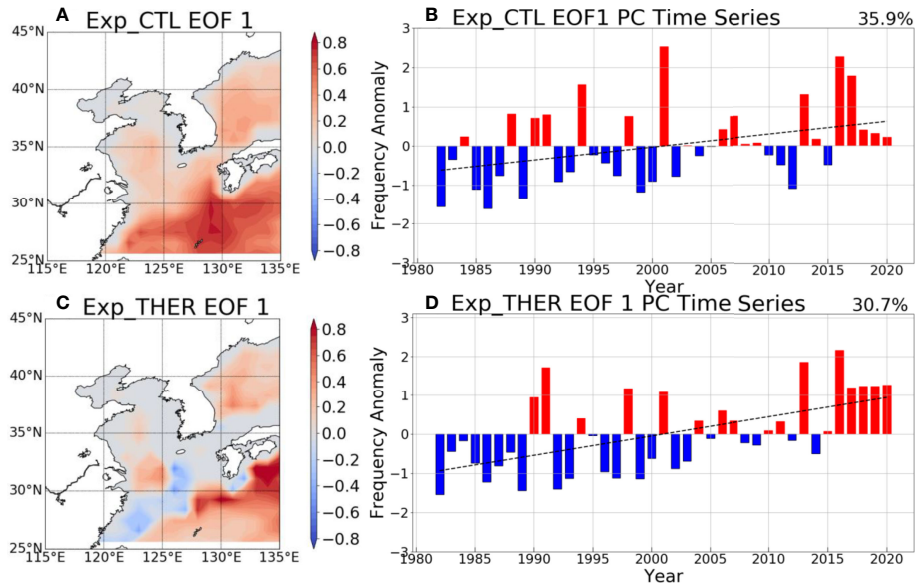 A
Exp_CTL EOF 1
45°N
40°N
35°N
30°N
25°N
115°E 120°E 125°E 130°E 135°E
0.8
0.6
0.4
0.2
0.0
−0.2
−0.4
−0.6
−0.8
B
Exp_CTL EOF1 PC Time Series
35.9%
Frequency Anomaly
3
2
1
0
−1
−2
−3
1980 1985 1990 1995 2000 2005 2010 2015 2020
Year
C
Exp_THER EOF 1
45°N
40°N
35°N
30°N
25°N
115°E 120°E 125°E 130°E 135°E
0.8
0.6
0.4
0.2
0.0
−0.2
−0.4
−0.6
−0.8
D
Exp_THER EOF 1 PC Time Series
30.7%
Frequency Anomaly
3
2
1
0
−1
−2
−3
1980 1985 1990 1995 2000 2005 2010 2015 2020
Year